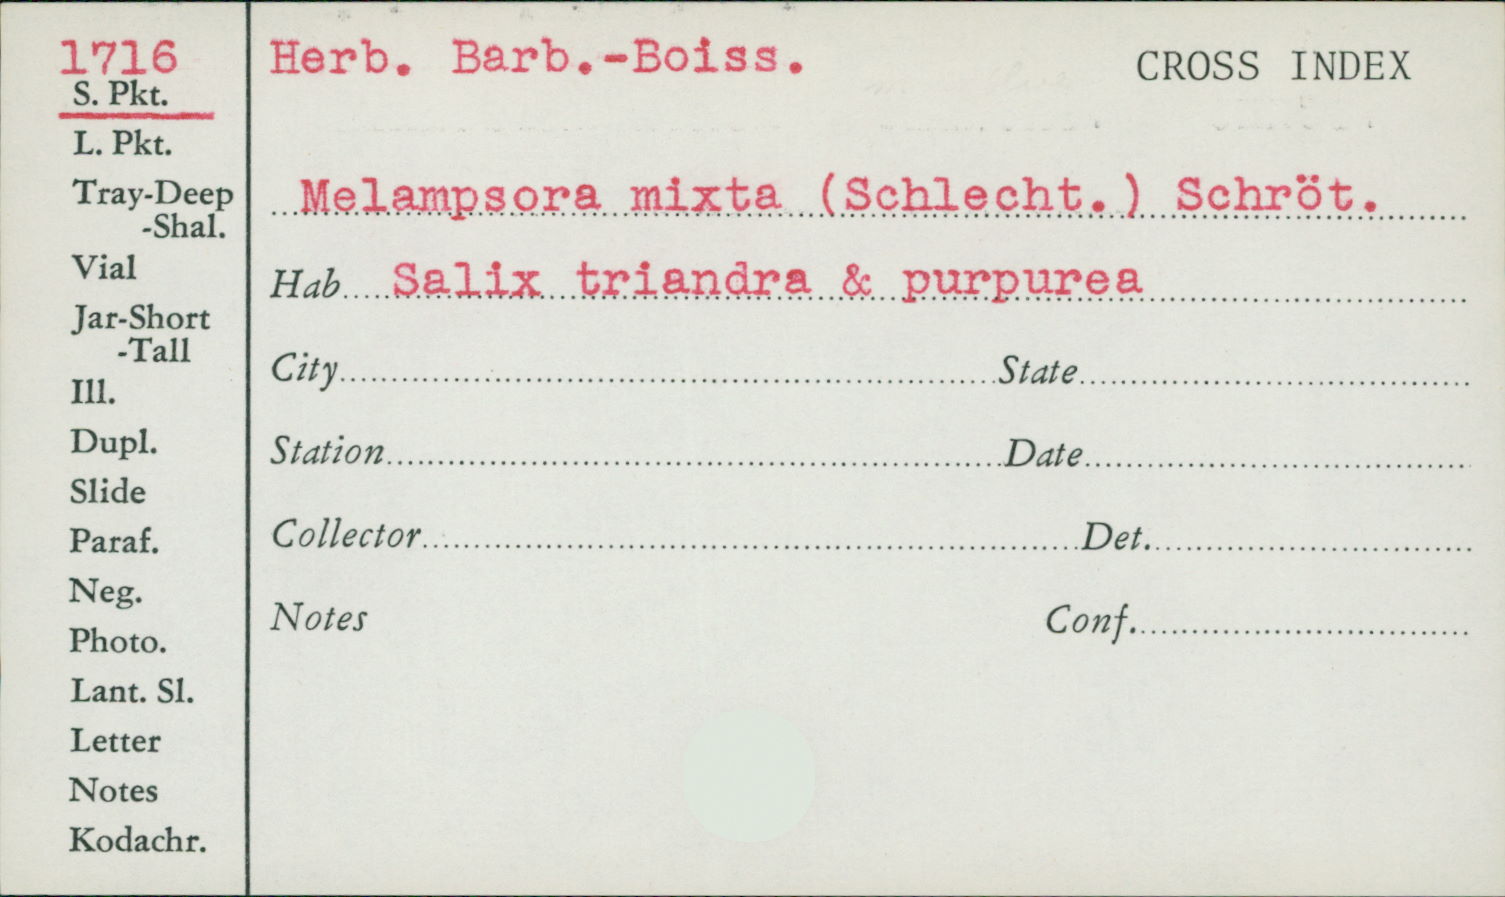 1716
S. Pkt.
L. Pkt.
Tray-Deep
-Shal.
Vial
Jar-Short
-Tall
Ill.
Dupl.
Slide
Paraf.
Neg.
Photo.
Lant. Sl.
Letter
Notes
Kodachr.
Herb. Barb.-Boiss.
CROSS INDEX
Melampsora mixta (Schlecht.) Schröt.
Hab Salix triandra & purpurea
City State
Station Date
Collector Det.
Notes Conf.